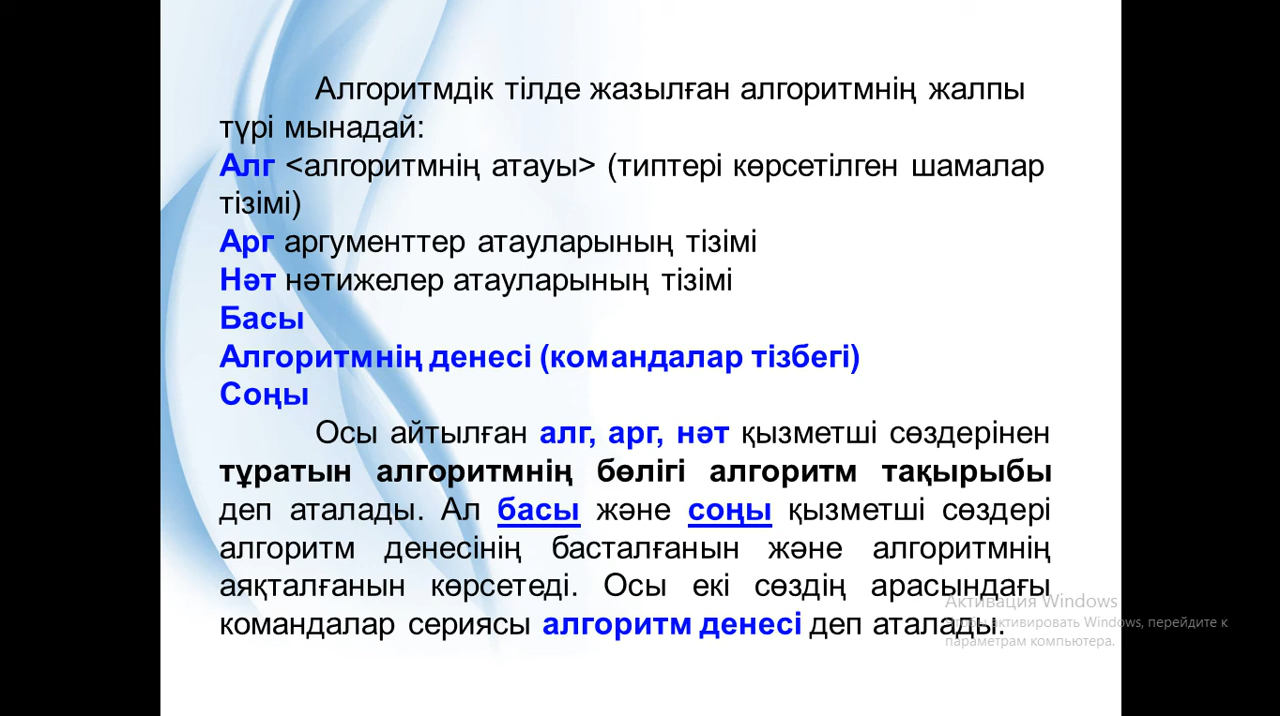 Алгоритмдік тілде жазылған алгоритмнің жалпы
түрі мынадай:
Алг <алгоритмнің атауы> (типтері көрсетілген шамалар
тізімі)
Арг аргументтер атауларының тізімі
Нәт нәтижелер атауларының тізімі
Басы
Алгоритмнің денесі (командалар тізбегі)
Соңы
Осы айтылған алг, арг, нәт қызметші сөздерінен
тұратын алгоритмнің бөлігі алгоритм тақырыбы
деп аталады. Ал басы және соңы қызметші сөздері
алгоритм денесінің басталғанын және алгоритмнің
аяқталғанын көрсетеді. Осы екі сөздің арасындағы
командалар сериясы алгоритм денесі деп аталады.
Активация Windows
Чтобы активировать Windows, перейдите к
параметрам компьютера.